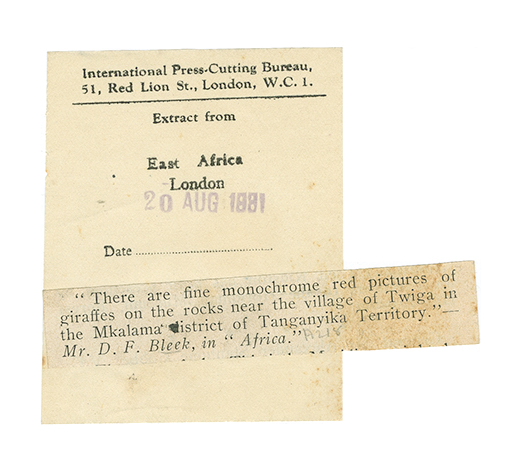 International Press-Cutting Bureau,
51, Red Lion St., London, W.C. 1.
Extract from
East Africa
London
20 AUG 1931
Date
“There are fine monochrome red pictures of
giraffes on the rocks near the village of Twiga in
the Mkalama district of Tanganyika Territory.”—
Mr. D. F. Bleek, in “Africa.”